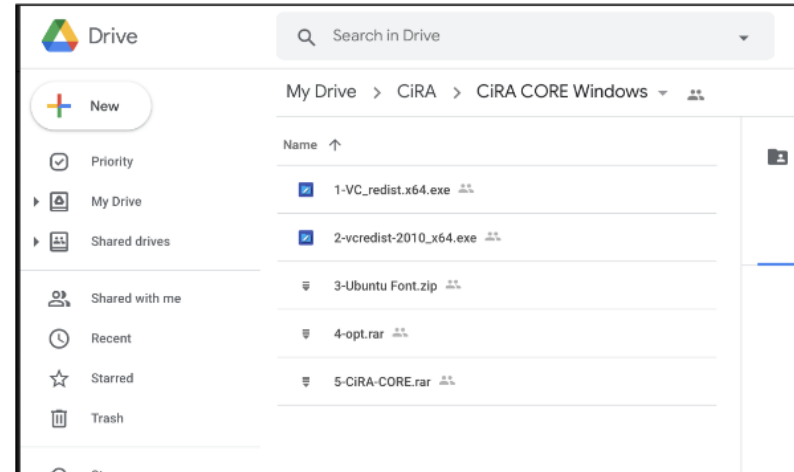 Drive
Search in Drive
My Drive > CiRA > CiRA CORE Windows
New
Name
Priority
My Drive
Shared drives
Shared with me
Recent
Starred
Trash
1-VC_redist.x64.exe
2-vcredist-2010_x64.exe
3-Ubuntu Font.zip
4-opt.rar
5-CiRA-CORE.rar